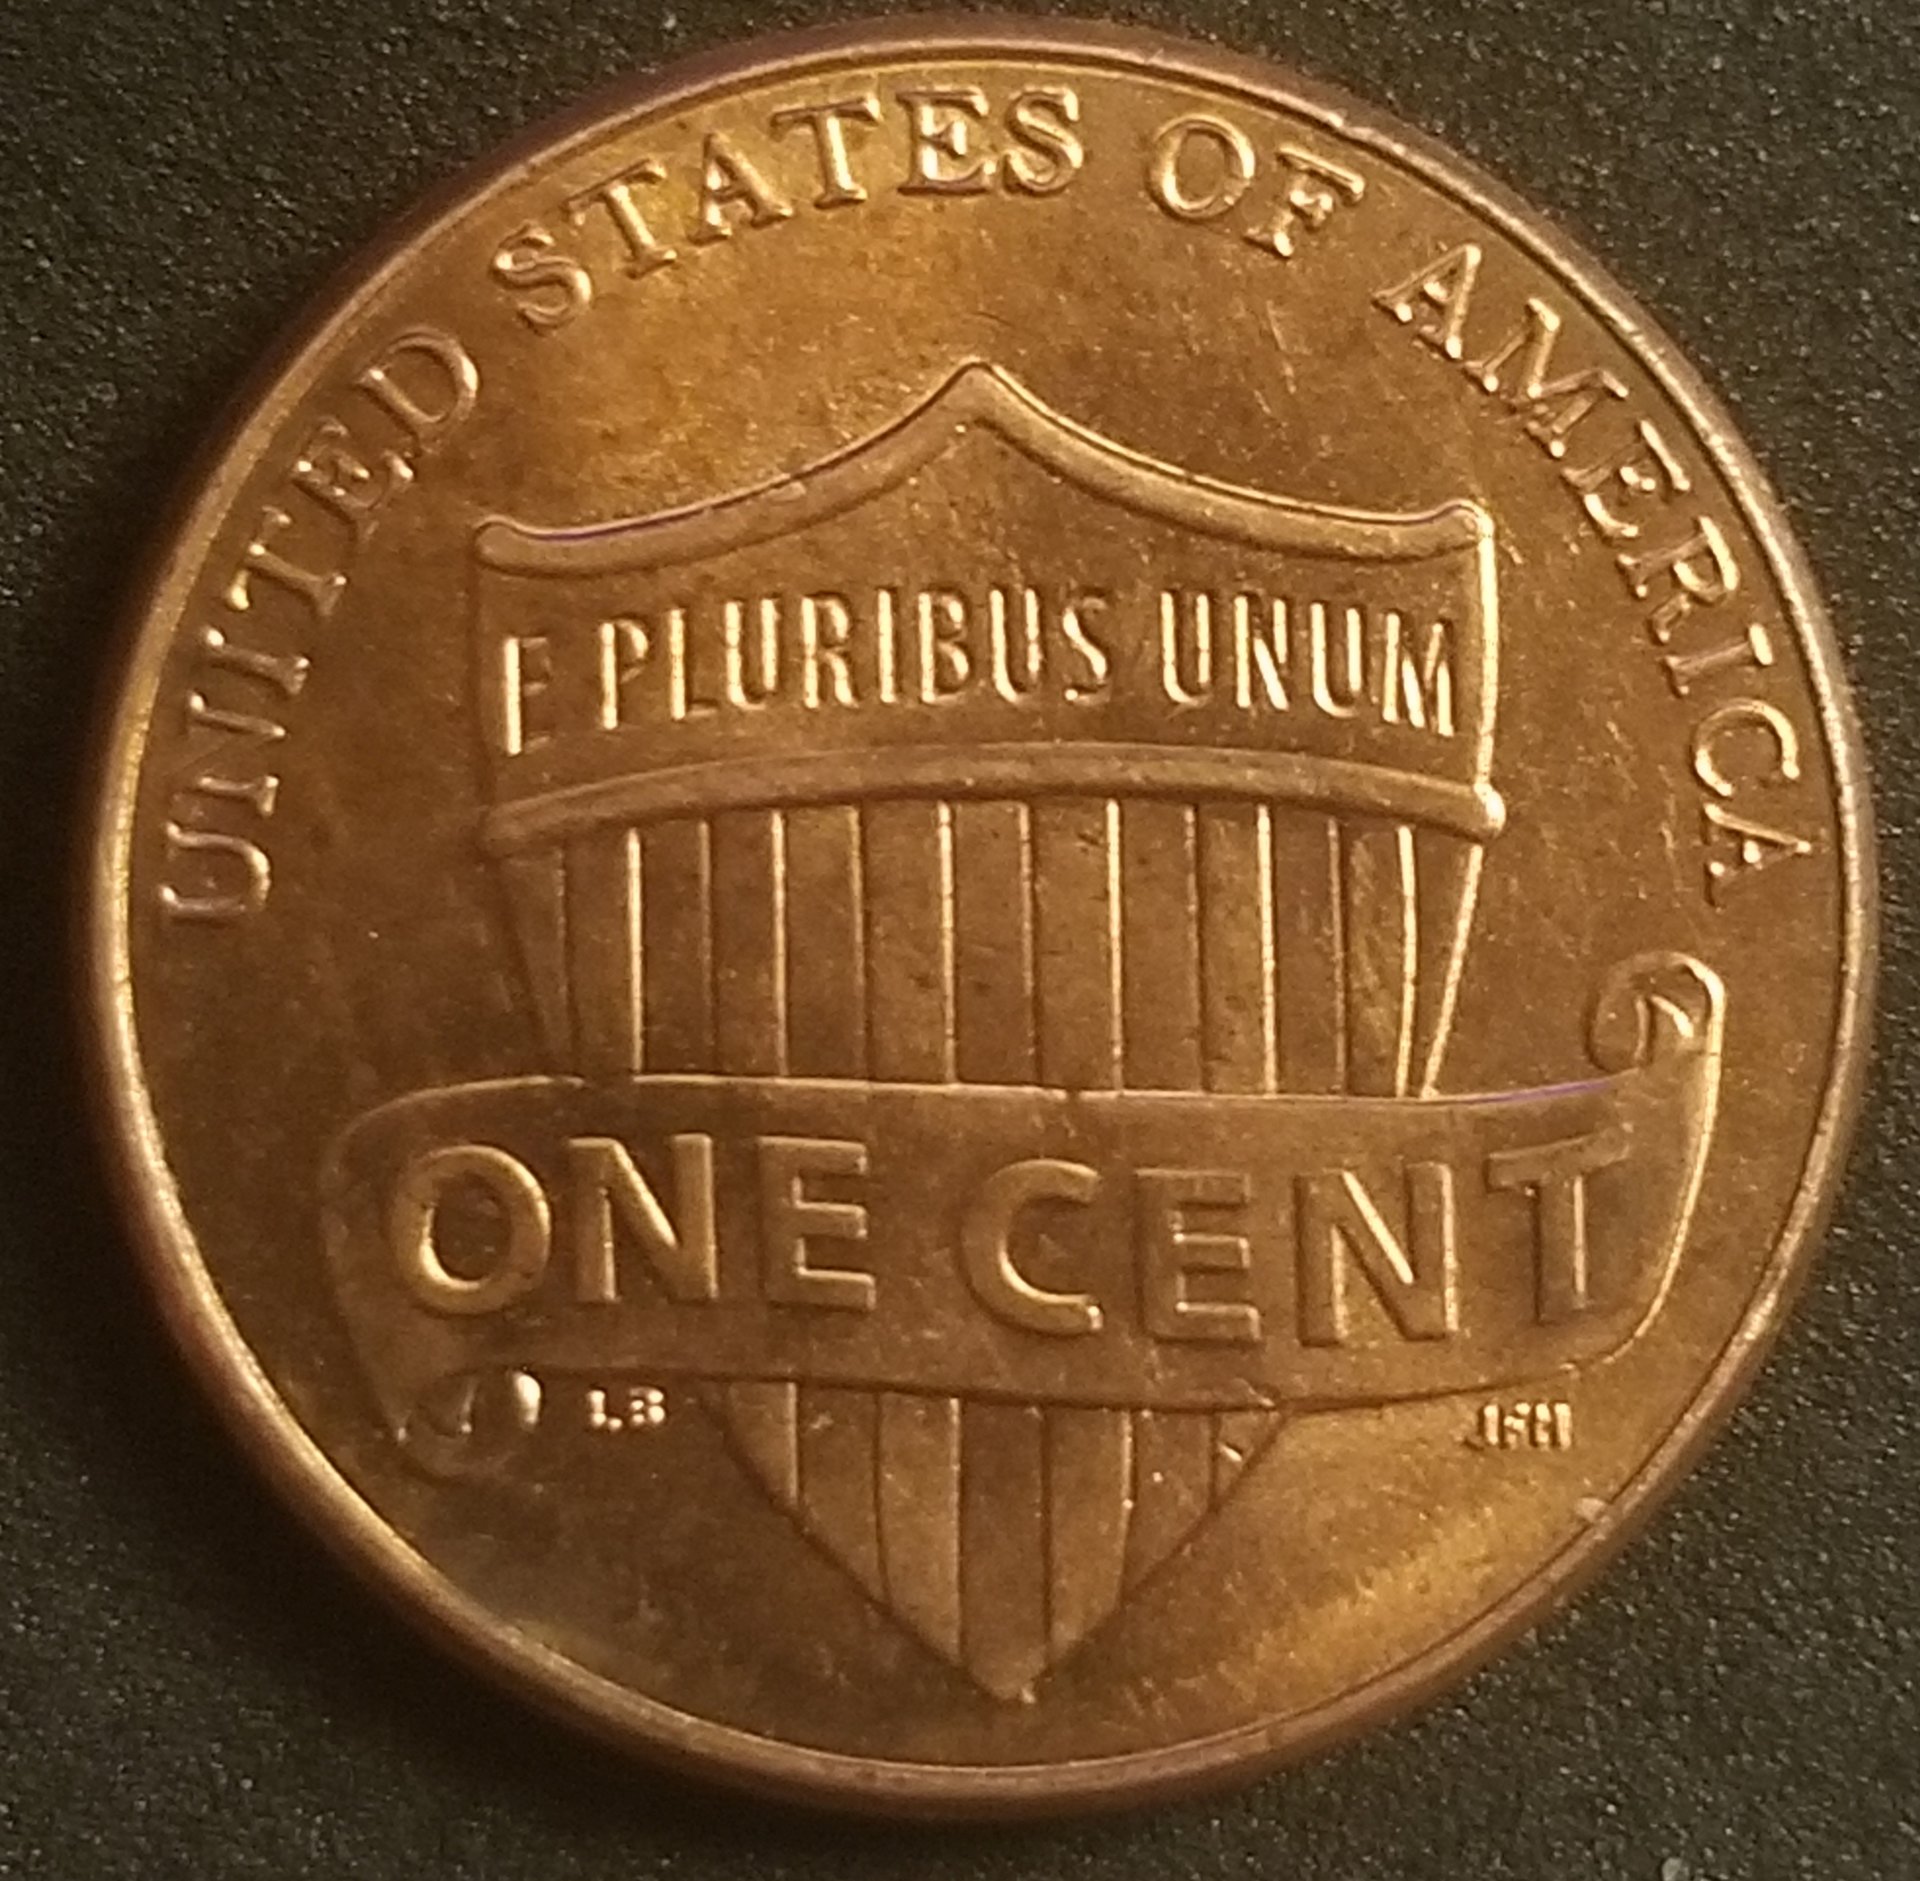 UNITED STATES OF AMERICA
E PLURIBUS UNUM
ONE CENT
LB
JFM